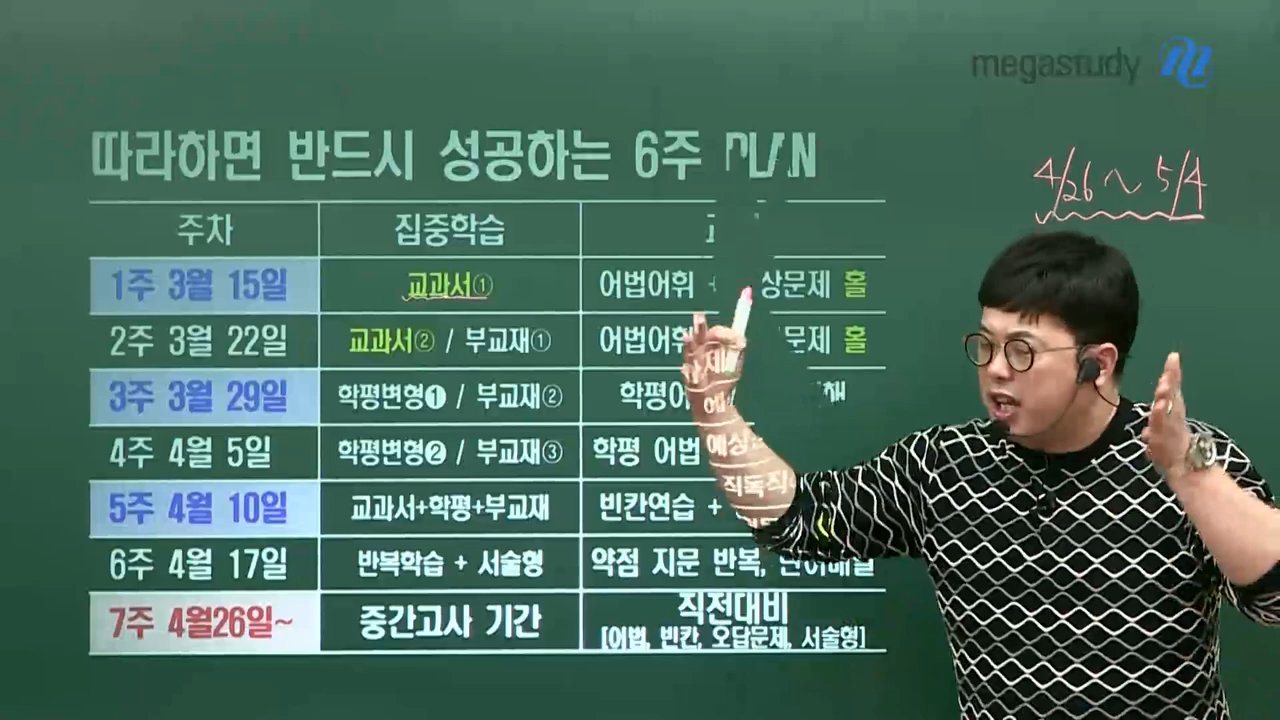 megastudy
따라하면 반드시 성공하는 6주
4/26 ~ 5/4
주차 집중학습
1주 3월 15일 교과서① 어법어휘 상문제 홀
2주 3월 22일 교과서② / 부교재① 문제 홀
3주 3월 29일 학평변형❶ / 부교재②
4주 4월 5일 학평변형❷ / 부교재③ 학평 어법
5주 4월 10일 교과서+학평+부교재 빈칸연습 +
6주 4월 17일 반복학습 + 서술형 약점 지문 반복,
7주 4월26일~ 중간고사 기간 직전대비
[어법, 빈칸, 오답문제, 서술형]